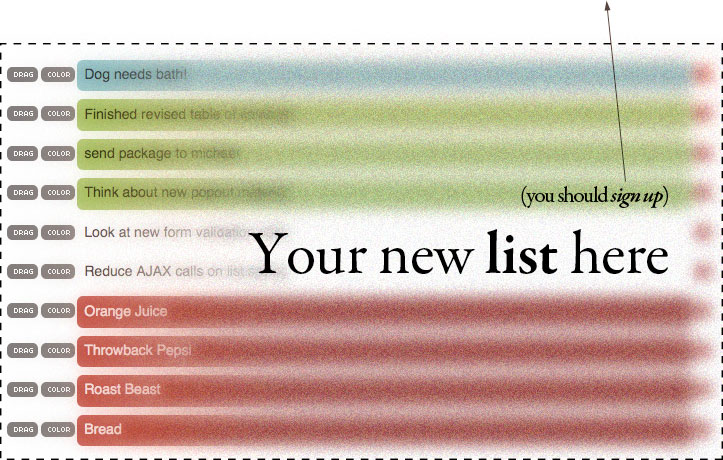 DRAG COLOR Dog needs bath!
DRAG COLOR Finished revised table of
DRAG COLOR send package to michael
DRAG COLOR Think about new popout
(you should sign up)
DRAG COLOR Look at new form validation
Your new list here
DRAG COLOR Reduce AJAX calls on list
DRAG COLOR Orange Juice
DRAG COLOR Throwback Pepsi
DRAG COLOR Roast Beast
DRAG COLOR Bread